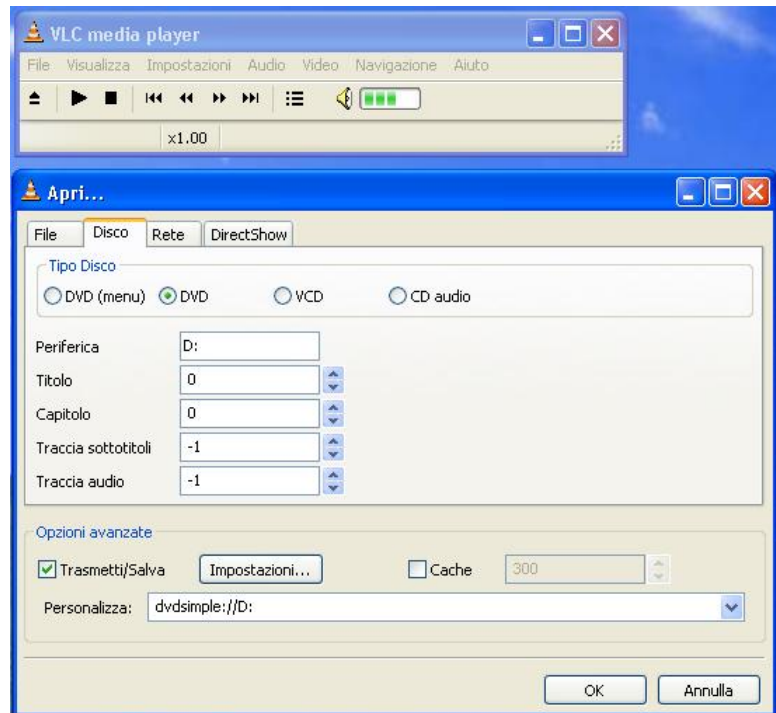 VLC media player
File Visualizza Impostazioni Audio Video Navigazione Aiuto
x1.00
Apri...
File Disco Rete DirectShow
Tipo Disco
DVD (menu) DVD VCD CD audio
Periferica D:
Titolo 0
Capitolo 0
Traccia sottotitoli -1
Traccia audio -1
Opzioni avanzate
Trasmetti/Salva Impostazioni... Cache 300
Personalizza: dvdsimple://D:
OK Annulla